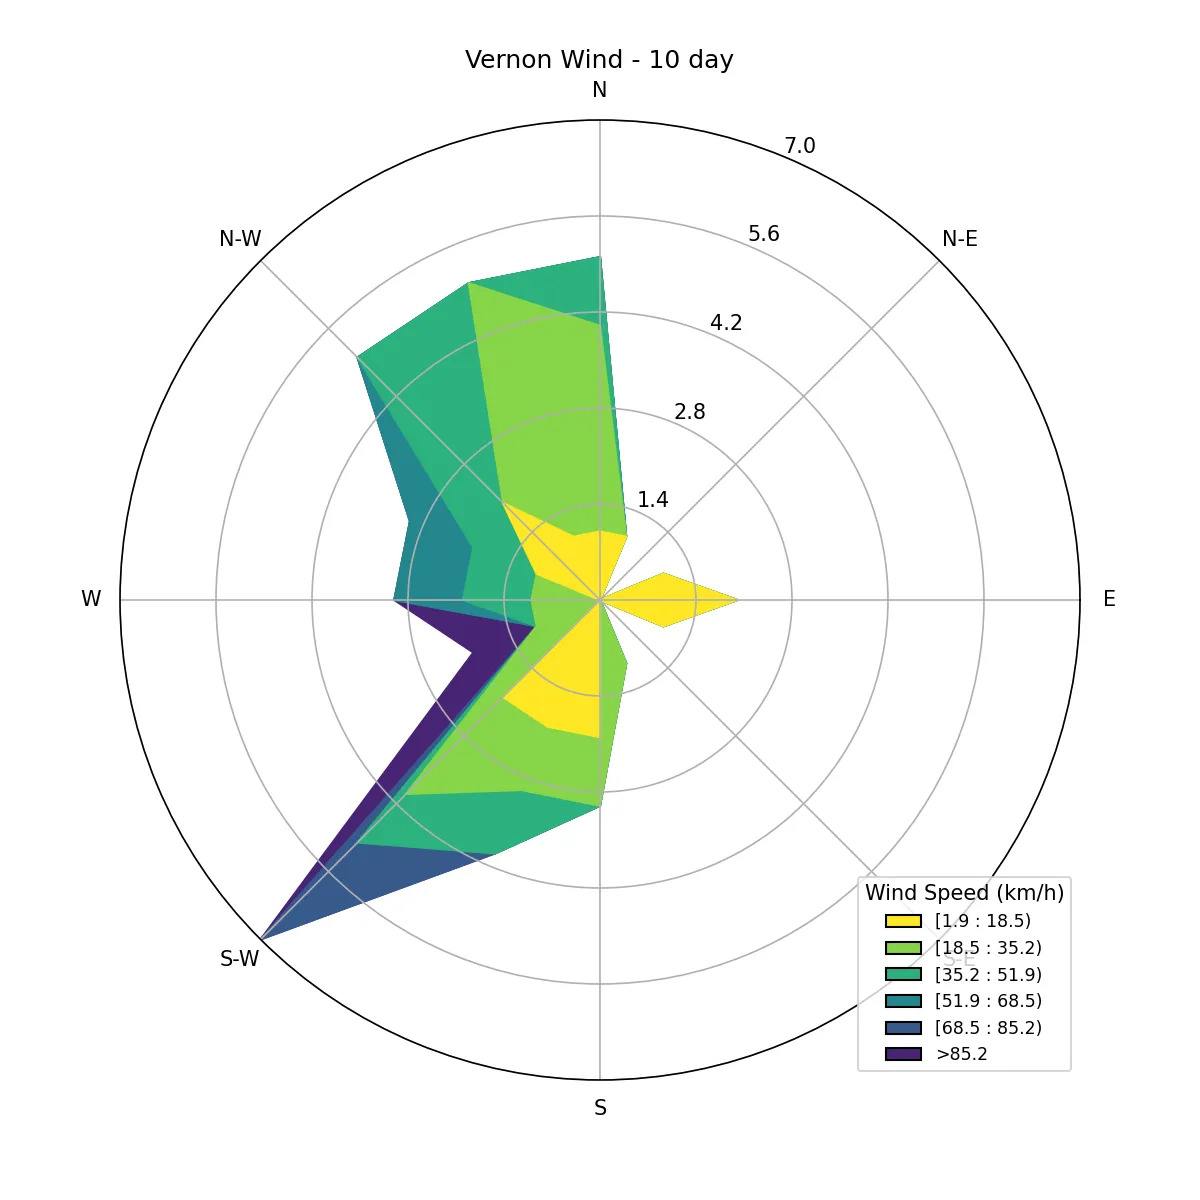 Vernon Wind - 10 day
N
7.0
N-W
5.6
N-E
4.2
2.8
1.4
W
E
S-W
S-E
S
Wind Speed (km/h)
[1.9 : 18.5)
[18.5 : 35.2)
[35.2 : 51.9)
[51.9 : 68.5)
[68.5 : 85.2)
>85.2